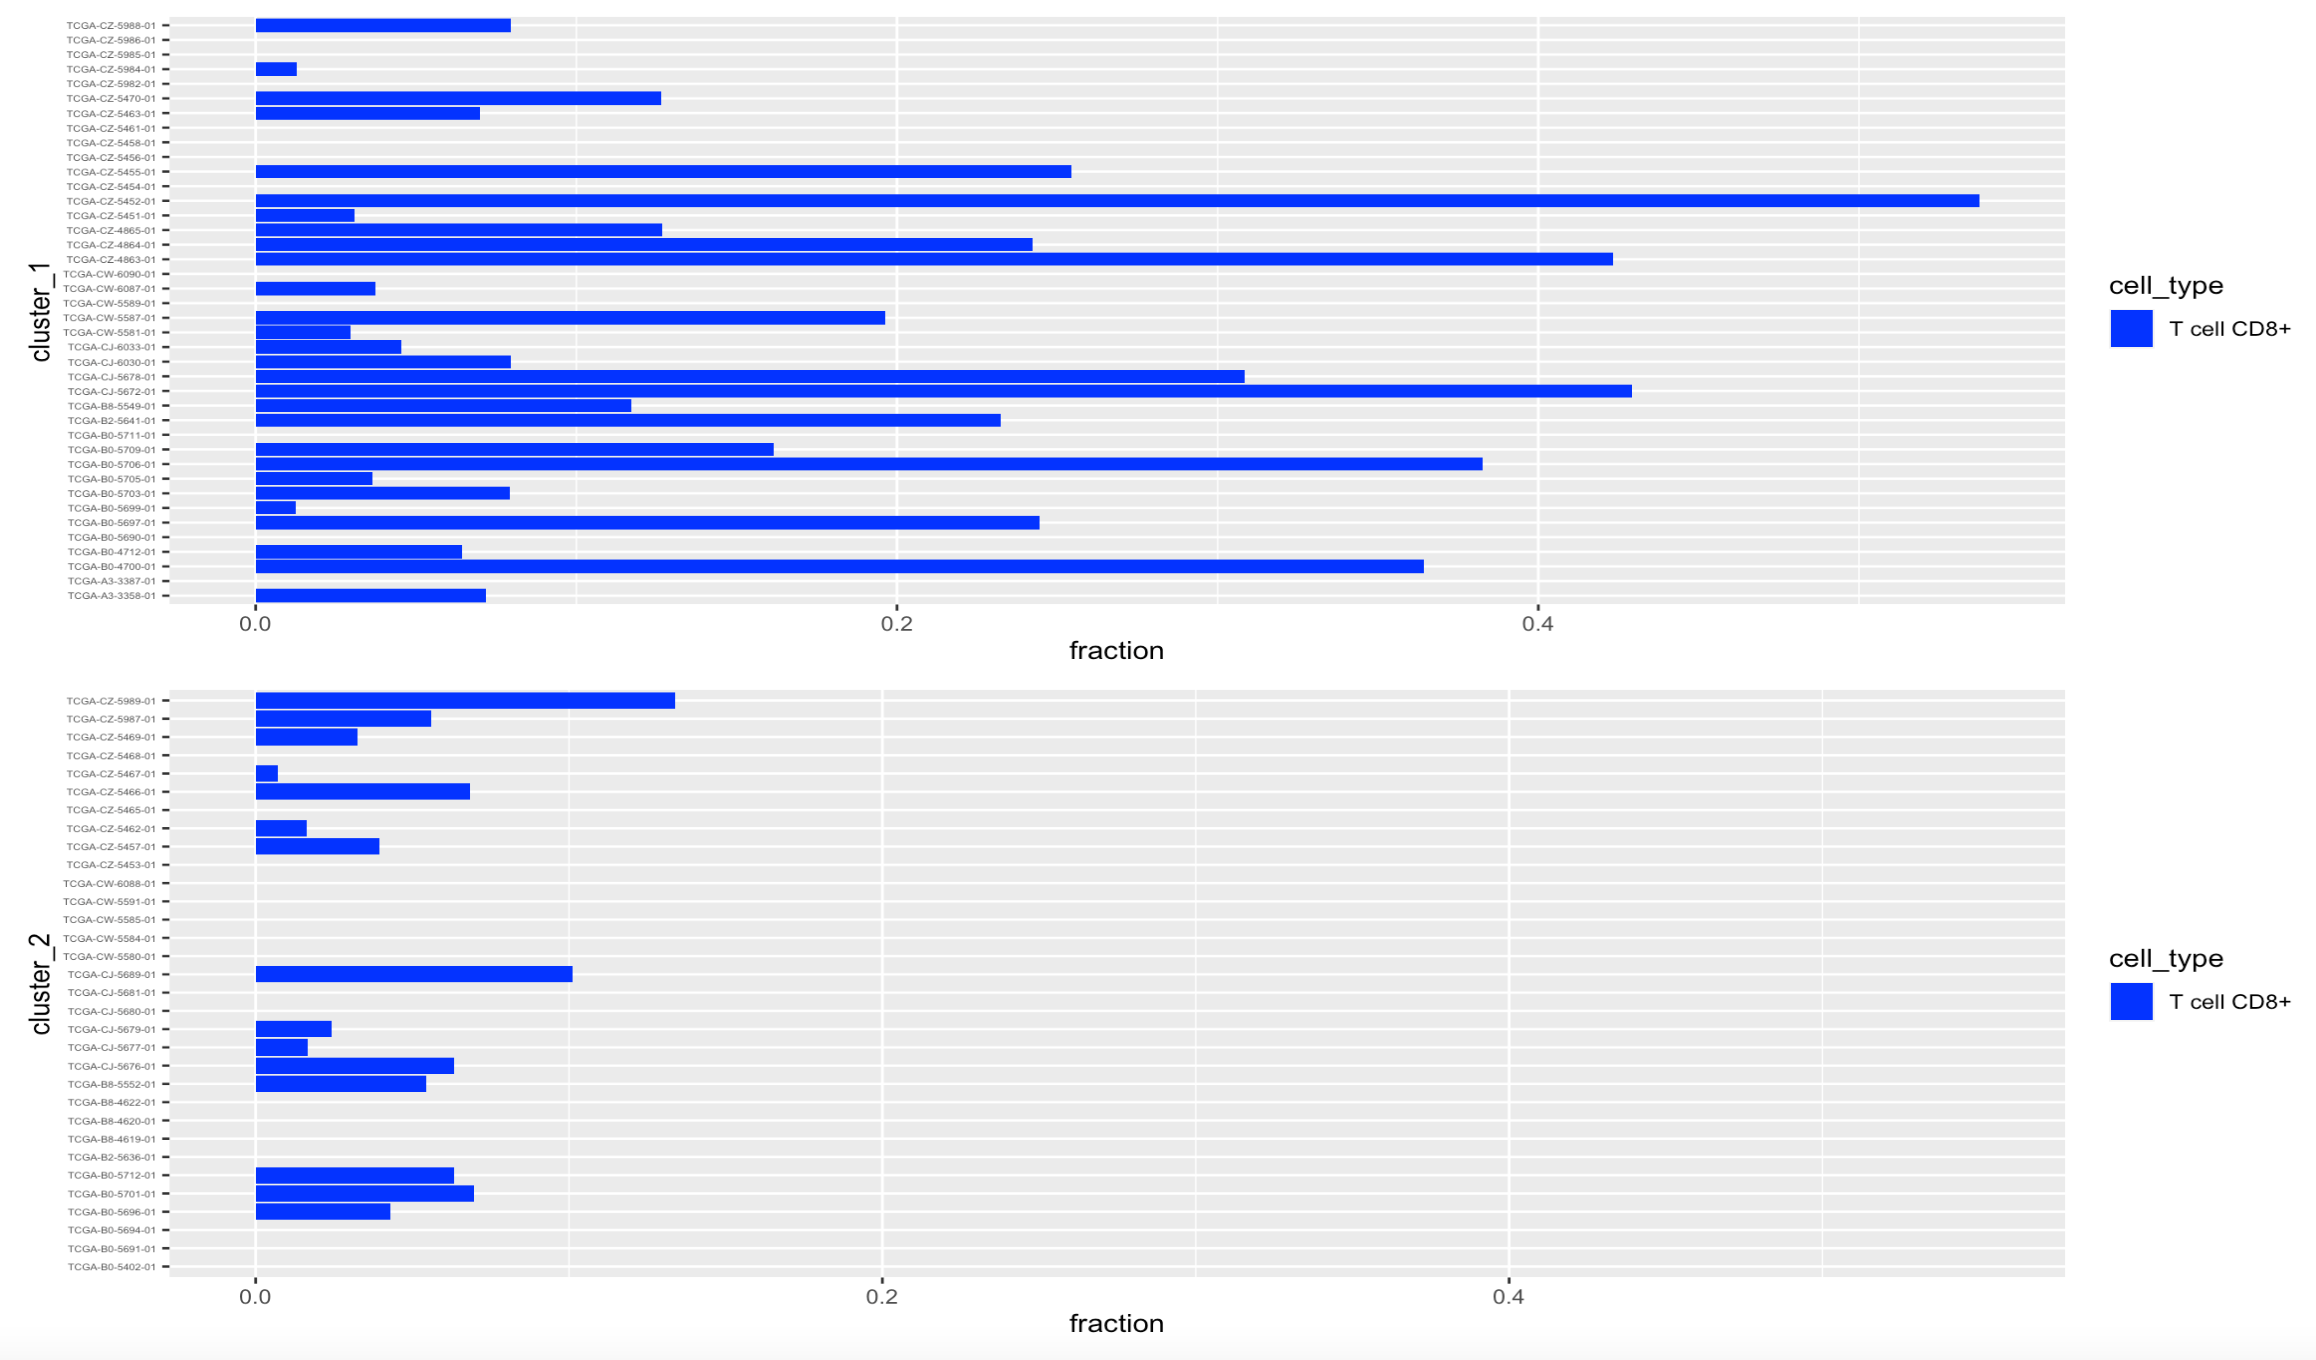 TCGA-CZ-5988-01
TCGA-CZ-5986-01
TCGA-CZ-5985-01
TCGA-CZ-5984-01
TCGA-CZ-5982-01
TCGA-CZ-5470-01
TCGA-CZ-5463-01
TCGA-CZ-5461-01
TCGA-CZ-5458-01
TCGA-CZ-5456-01
TCGA-CZ-5455-01
TCGA-CZ-5454-01
TCGA-CZ-5452-01
TCGA-CZ-5451-01
TCGA-CZ-4865-01
TCGA-CZ-4864-01
TCGA-CZ-4863-01
TCGA-CW-6090-01
TCGA-CW-6087-01
TCGA-CW-5589-01
TCGA-CW-5587-01
TCGA-CW-5581-01
TCGA-CJ-6033-01
TCGA-CJ-6030-01
TCGA-CJ-5678-01
TCGA-CJ-5672-01
TCGA-B8-5549-01
TCGA-B2-5641-01
TCGA-B0-5711-01
TCGA-B0-5709-01
TCGA-B0-5706-01
TCGA-B0-5705-01
TCGA-B0-5703-01
TCGA-B0-5699-01
TCGA-B0-5697-01
TCGA-B0-5690-01
TCGA-B0-4712-01
TCGA-B0-4700-01
TCGA-A3-3387-01
TCGA-A3-3358-01
cluster_1
0.0 0.2 0.4
fraction
cell_type
T cell CD8+
TCGA-CZ-5989-01
TCGA-CZ-5987-01
TCGA-CZ-5469-01
TCGA-CZ-5468-01
TCGA-CZ-5467-01
TCGA-CZ-5466-01
TCGA-CZ-5465-01
TCGA-CZ-5462-01
TCGA-CZ-5457-01
TCGA-CZ-5453-01
TCGA-CW-6088-01
TCGA-CW-5591-01
TCGA-CW-5585-01
TCGA-CW-5584-01
TCGA-CW-5580-01
TCGA-CJ-5689-01
TCGA-CJ-5681-01
TCGA-CJ-5680-01
TCGA-CJ-5679-01
TCGA-CJ-5677-01
TCGA-CJ-5676-01
TCGA-B8-5552-01
TCGA-B8-4622-01
TCGA-B8-4620-01
TCGA-B8-4619-01
TCGA-B2-5636-01
TCGA-B0-5712-01
TCGA-B0-5701-01
TCGA-B0-5696-01
TCGA-B0-5694-01
TCGA-B0-5691-01
TCGA-B0-5402-01
cluster_2
0.0 0.2 0.4
fraction
cell_type
T cell CD8+